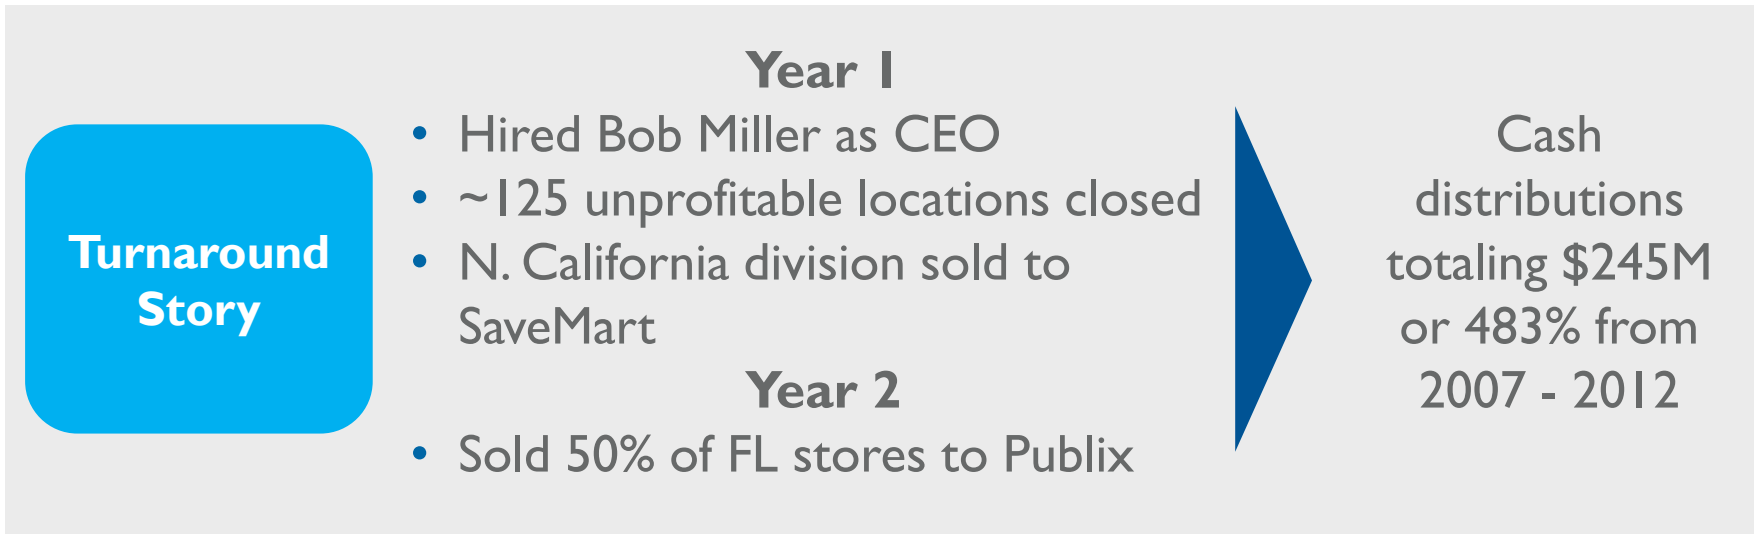 Turnaround
Story
Year 1
• Hired Bob Miller as CEO
• ~125 unprofitable locations closed
• N. California division sold to
SaveMart
Year 2
• Sold 50% of FL stores to Publix
Cash
distributions
totaling $245M
or 483% from
2007 - 2012